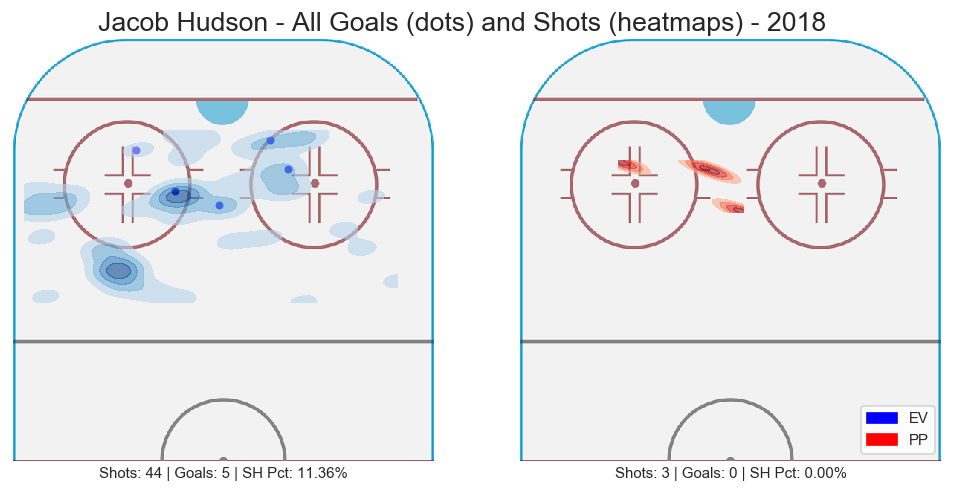 Jacob Hudson - All Goals (dots) and Shots (heatmaps) - 2018
EV
PP
Shots: 44 | Goals: 5 | SH Pct: 11.36%
Shots: 3 | Goals: 0 | SH Pct: 0.00%